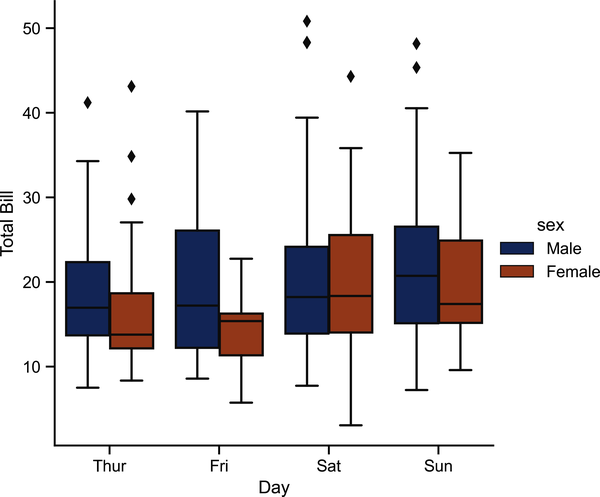 50
40
30
20
10
Total Bill
Thur Fri Sat Sun
Day
sex
Male
Female